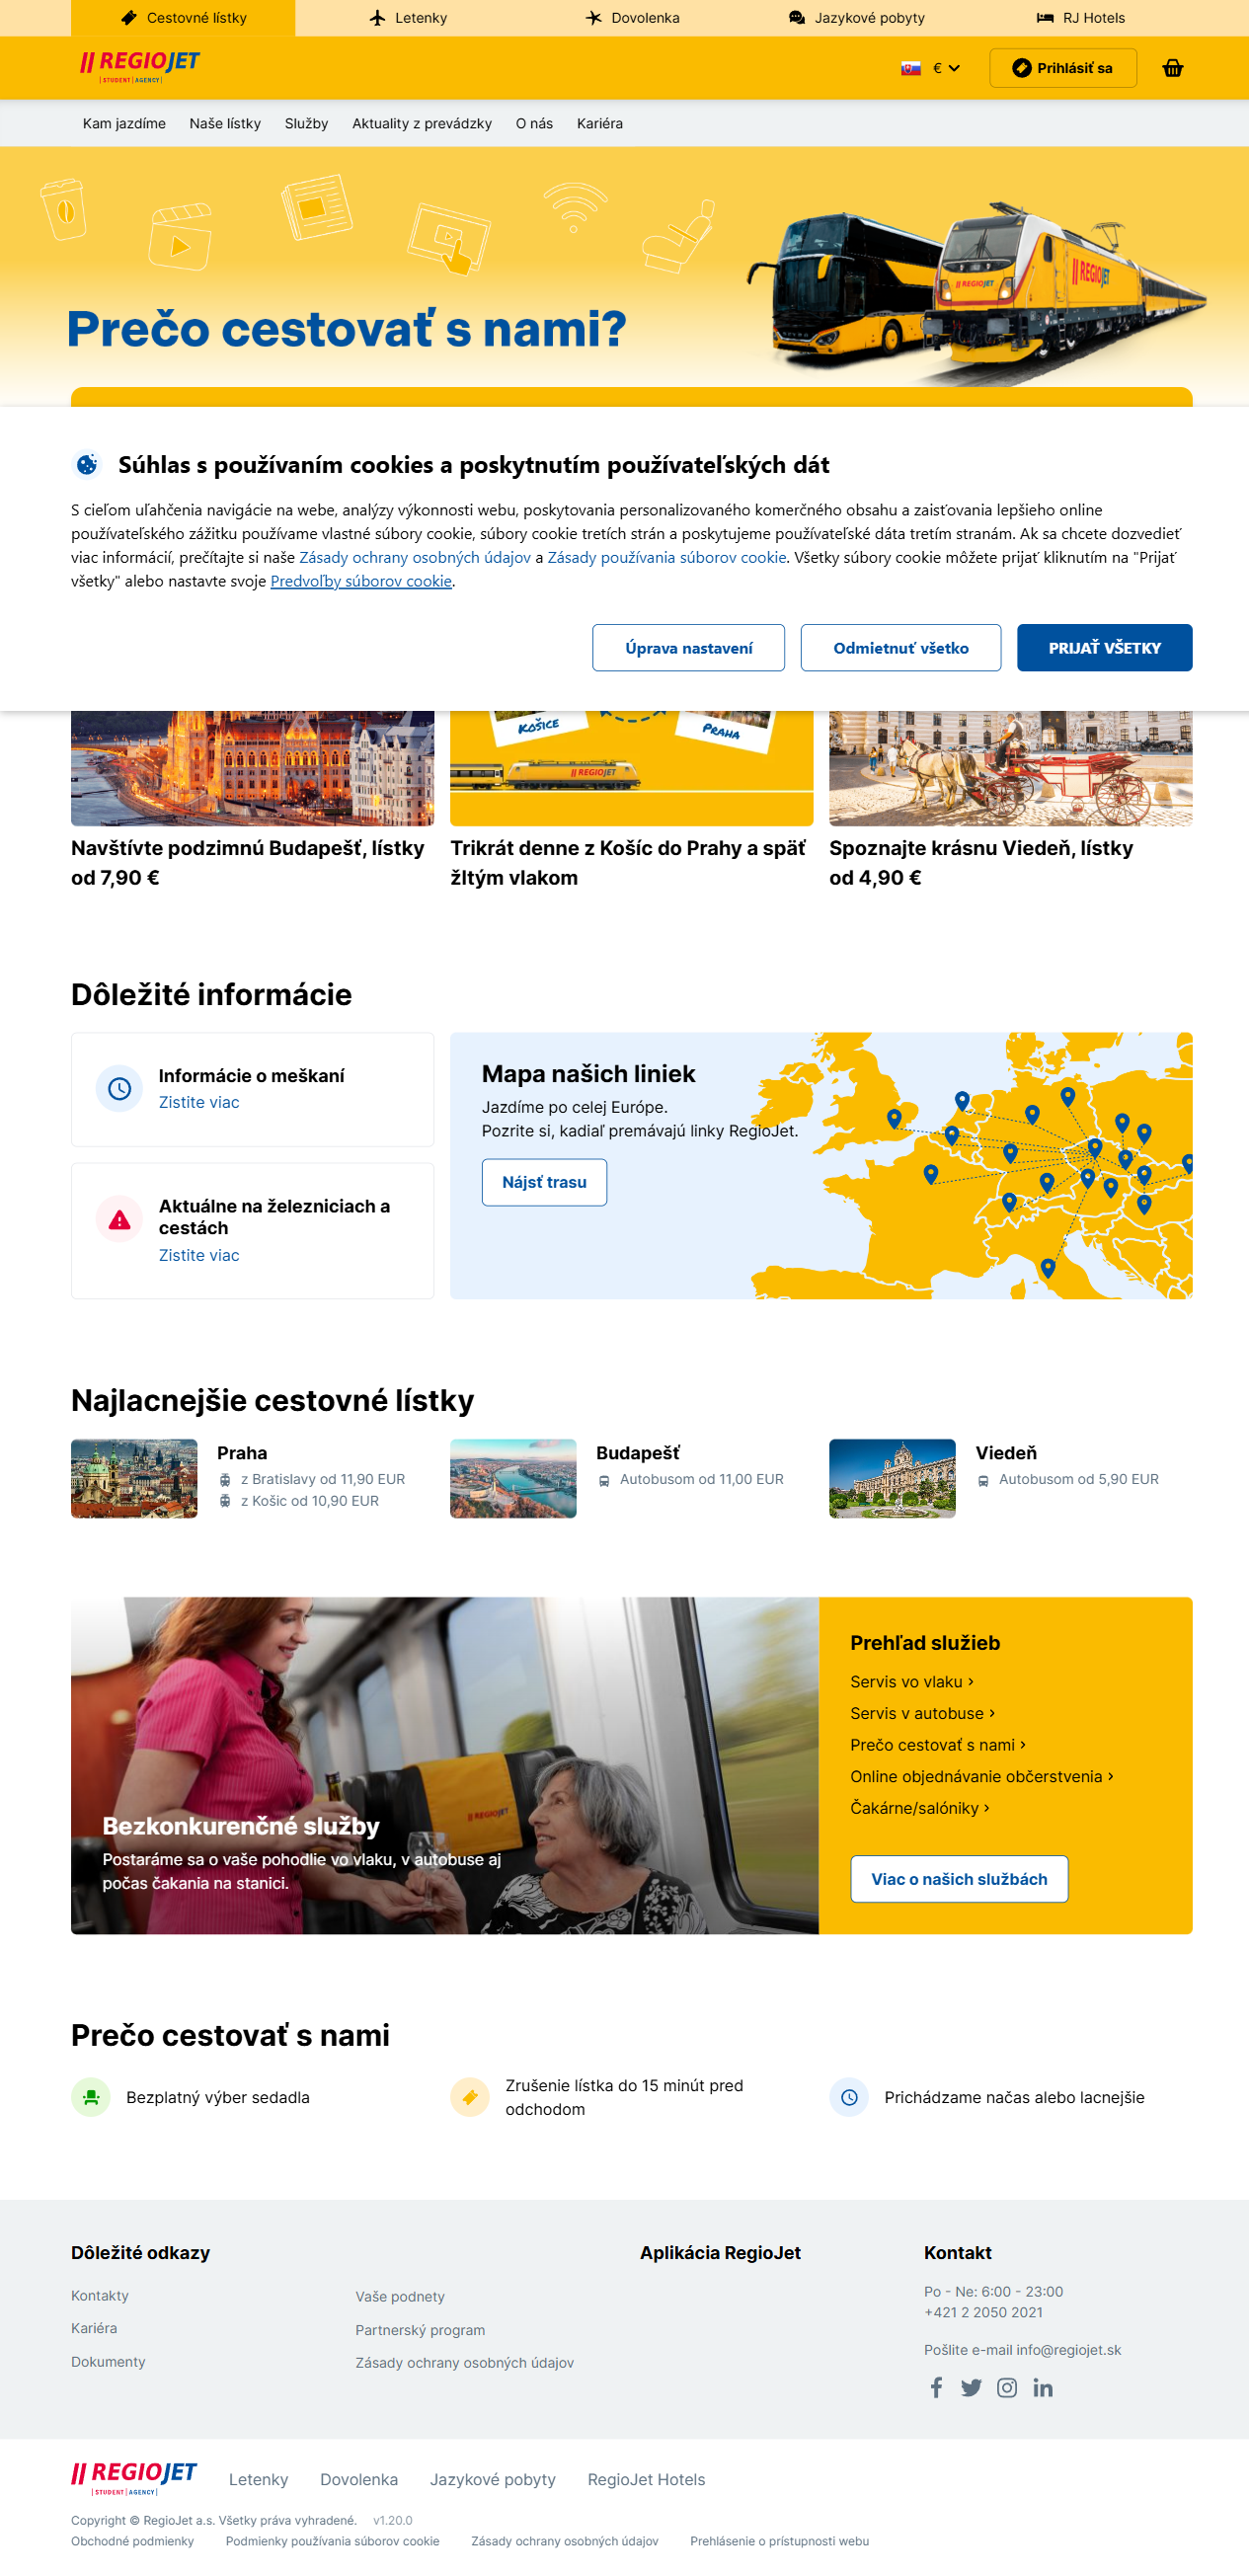 Cestovné lístky
Letenky
Dovolenka
Jazykové pobyty
RJ Hotels
REGIOJET
STUDENT AGENCY
€
Prihlásiť sa
Kam jazdíme
Naše lístky
Služby
Aktuality z prevádzky
O nás
Kariéra
REGIOJET
REGIOJET
Prečo cestovať s nami?
Súhlas s používaním cookies a poskytnutím používateľských dát
S cieľom uľahčenia navigácie na webe, analýzy výkonnosti webu, poskytovania personalizovaného komerčného obsahu a zaisťovania lepšieho online
používateľského zážitku používame vlastné súbory cookie, súbory cookie tretích strán a poskytujeme používateľské dáta tretím stranám. Ak sa chcete dozvedieť
viac informácií, prečítajte si naše Zásady ochrany osobných údajov a Zásady používania súborov cookie. Všetky súbory cookie môžete prijať kliknutím na "Prijať
všetky" alebo nastavte svoje Predvoľby súborov cookie.
Úprava nastavení
Odmietnuť všetko
PRIJAŤ VŠETKY
KOŠICE
PRAHA
REGIOJET
Navštívte podzimnú Budapešť, lístky
od 7,90 €
Trikrát denne z Košíc do Prahy a späť
žltým vlakom
Spoznajte krásnu Viedeň, lístky
od 4,90 €
Dôležité informácie
Informácie o meškaní
Zistite viac
Aktuálne na železniciach a
cestách
Zistite viac
Mapa našich liniek
Jazdíme po celej Európe.
Pozrite si, kadiaľ premávajú linky RegioJet.
Nájsť trasu
Najlacnejšie cestovné lístky
Praha
z Bratislavy od 11,90 EUR
z Košic od 10,90 EUR
Budapešť
Autobusom od 11,00 EUR
Viedeň
Autobusom od 5,90 EUR
REGIOJET
Bezkonkurenčné služby
Postaráme sa o vaše pohodlie vo vlaku, v autobuse aj
počas čakania na stanici.
Prehľad služieb
Servis vo vlaku
Servis v autobuse
Prečo cestovať s nami
Online objednávanie občerstvenia
Čakárne/salóniky
Viac o našich službách
Prečo cestovať s nami
Bezplatný výber sedadla
Zrušenie lístka do 15 minút pred
odchodom
Prichádzame načas alebo lacnejšie
Dôležité odkazy
Kontakty
Kariéra
Dokumenty
Vaše podnety
Partnerský program
Zásady ochrany osobných údajov
Aplikácia RegioJet
Kontakt
Po - Ne: 6:00 - 23:00
+421 2 2050 2021
Pošlite e-mail info@regiojet.sk
REGIOJET
STUDENT AGENCY
Letenky
Dovolenka
Jazykové pobyty
RegioJet Hotels
Copyright © RegioJet a.s. Všetky práva vyhradené. v1.20.0
Obchodné podmienky
Podmienky používania súborov cookie
Zásady ochrany osobných údajov
Prehlásenie o prístupnosti webu